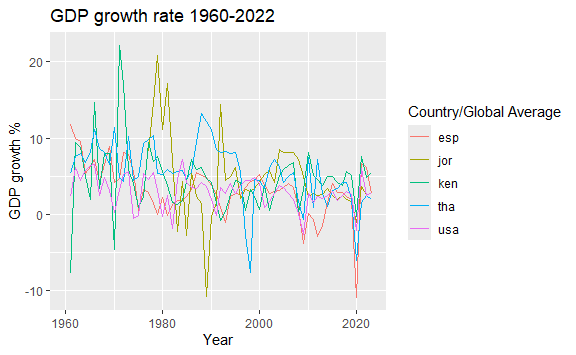 GDP growth rate 1960-2022
GDP growth %
20
10
0
-10
1960
1980
2000
2020
Year
Country/Global Average
esp
jor
ken
tha
usa